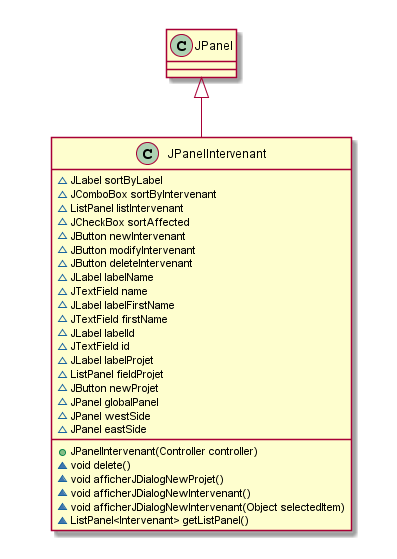 C JPanel
C JPanelIntervenant
JLabel sortByLabel
JComboBox sortByIntervenant
ListPanel listIntervenant
JCheckBox sortAffected
JButton newIntervenant
JButton modifyIntervenant
JButton deleteIntervenant
JLabel labelName
JTextField name
JLabel labelFirstName
JTextField firstName
JLabel labelId
JTextField id
JLabel labelProjet
ListPanel fieldProjet
JButton newProjet
JPanel globalPanel
JPanel westSide
JPanel eastSide
JPanelIntervenant(Controller controller)
void delete()
void afficherJDialogNewProjet()
void afficherJDialogNewIntervenant()
void afficherJDialogNewIntervenant(Object selectedItem)
ListPanel<Intervenant> getListPanel()